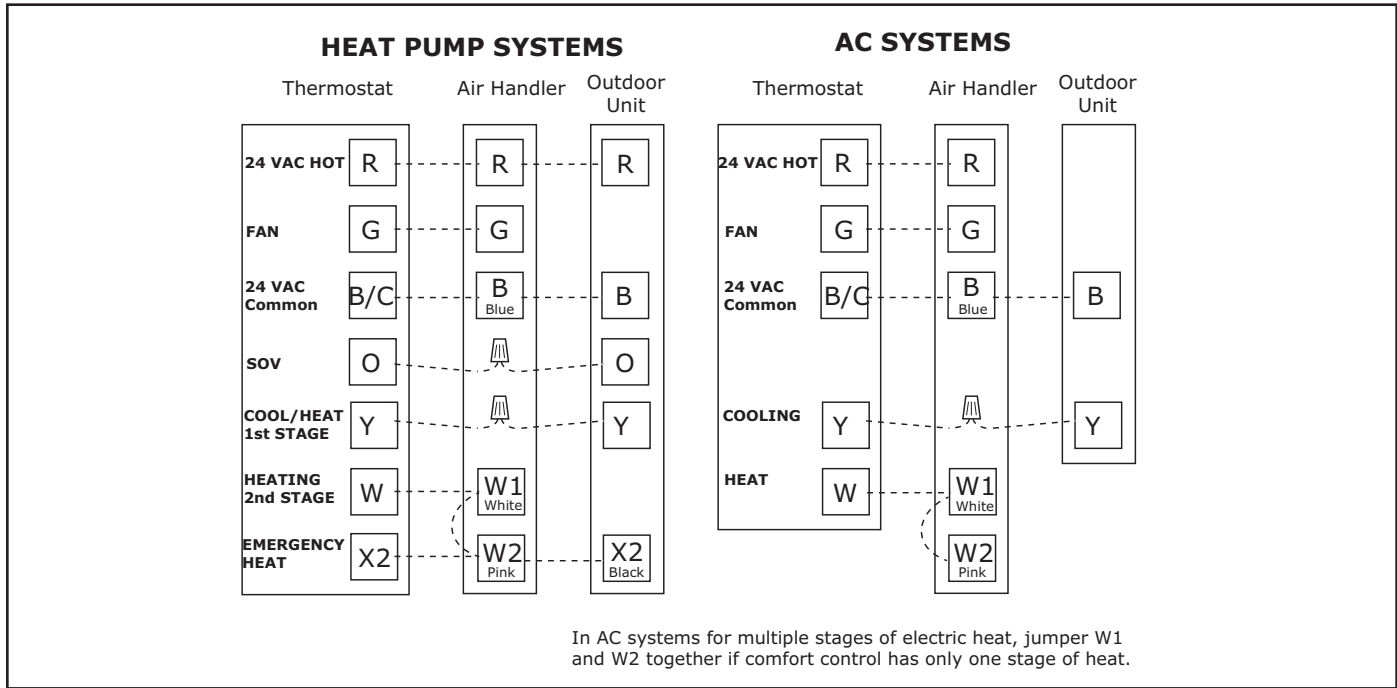 HEAT PUMP SYSTEMS
Thermostat
Air Handler
Outdoor
Unit
24 VAC HOT
R
R
R
FAN
G
G
24 VAC
Common
B/C
B
Blue
B
SOV
O
O
COOL/HEAT
1st STAGE
Y
Y
HEATING
2nd STAGE
W
W1
White
EMERGENCY
HEAT
X2
W2
Pink
X2
Black
AC SYSTEMS
Thermostat
Air Handler
Outdoor
Unit
24 VAC HOT
R
R
FAN
G
G
24 VAC
Common
B/C
B
Blue
B
COOLING
Y
Y
HEAT
W
W1
White
W2
Pink
In AC systems for multiple stages of electric heat, jumper W1
and W2 together if comfort control has only one stage of heat.